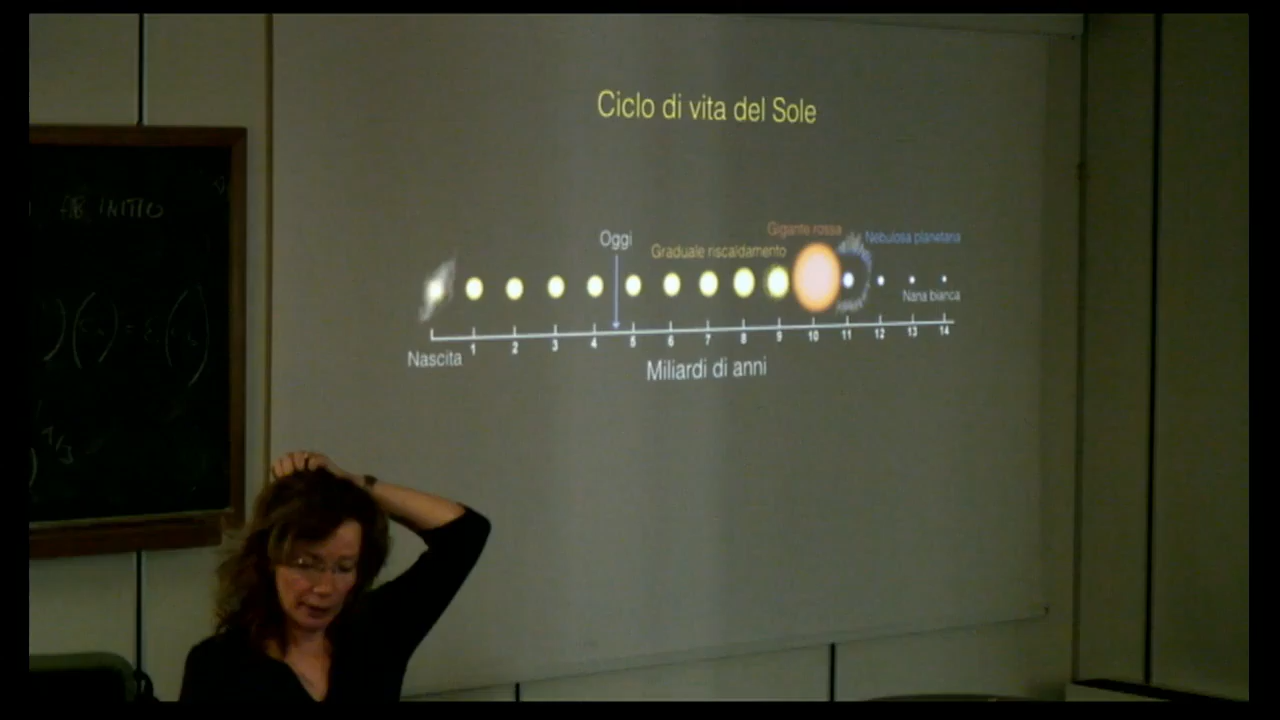 Ciclo di vita del Sole
Gigante rossa
Oggi
Nebulosa planetaria
Graduale riscaldamento
Nana bianca
1 2 3 4 5 6 7 8 9 10 11 12 13 14
Nascita
Miliardi di anni
INITIO